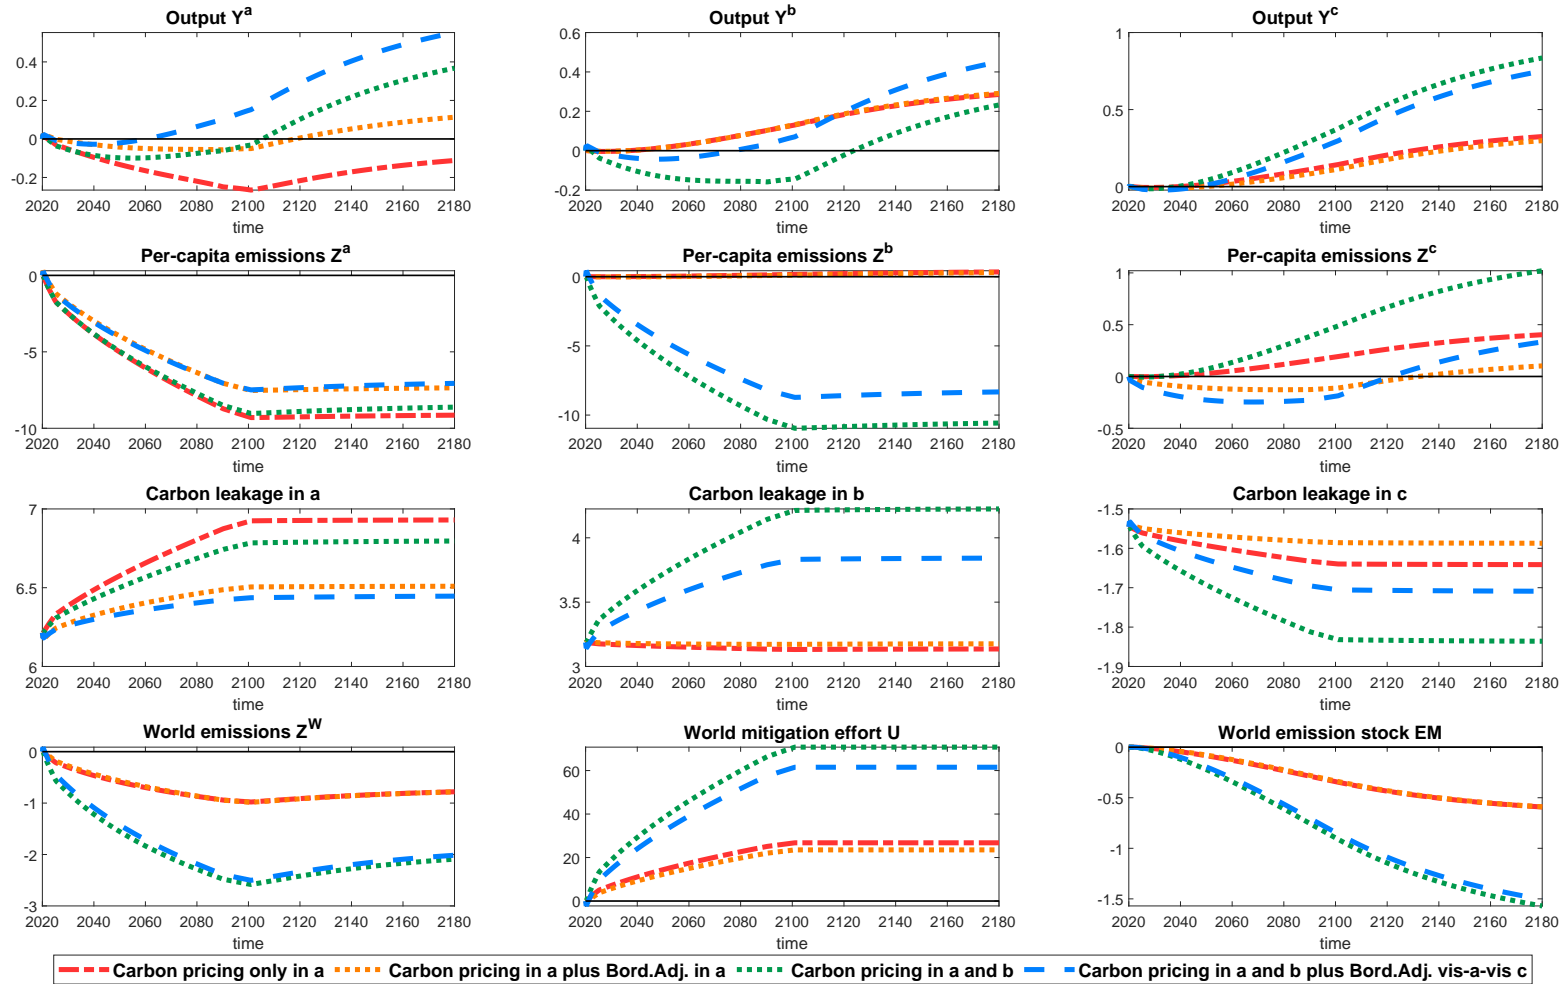 Output Yᵃ
0.4
0.2
0
-0.2
2020 2040 2060 2080 2100 2120 2140 2160 2180
time
Output Yᵇ
0.6
0.4
0.2
0
-0.2
2020 2040 2060 2080 2100 2120 2140 2160 2180
time
Output Yᶜ
1
0.5
0
2020 2040 2060 2080 2100 2120 2140 2160 2180
time
Per-capita emissions Zᵃ
0
-5
-10
2020 2040 2060 2080 2100 2120 2140 2160 2180
time
Per-capita emissions Zᵇ
0
-5
-10
2020 2040 2060 2080 2100 2120 2140 2160 2180
time
Per-capita emissions Zᶜ
1
0.5
0
-0.5
2020 2040 2060 2080 2100 2120 2140 2160 2180
time
Carbon leakage in a
7
6.5
6
2020 2040 2060 2080 2100 2120 2140 2160 2180
time
Carbon leakage in b
4
3.5
3
2020 2040 2060 2080 2100 2120 2140 2160 2180
time
Carbon leakage in c
-1.5
-1.6
-1.7
-1.8
-1.9
2020 2040 2060 2080 2100 2120 2140 2160 2180
time
World emissions Zᵂ
0
-1
-2
-3
2020 2040 2060 2080 2100 2120 2140 2160 2180
time
World mitigation effort U
60
40
20
0
2020 2040 2060 2080 2100 2120 2140 2160 2180
time
World emission stock EM
0
-0.5
-1
-1.5
2020 2040 2060 2080 2100 2120 2140 2160 2180
time
Carbon pricing only in a Carbon pricing in a plus Bord.Adj. in a Carbon pricing in a and b Carbon pricing in a and b plus Bord.Adj. vis-a-vis c